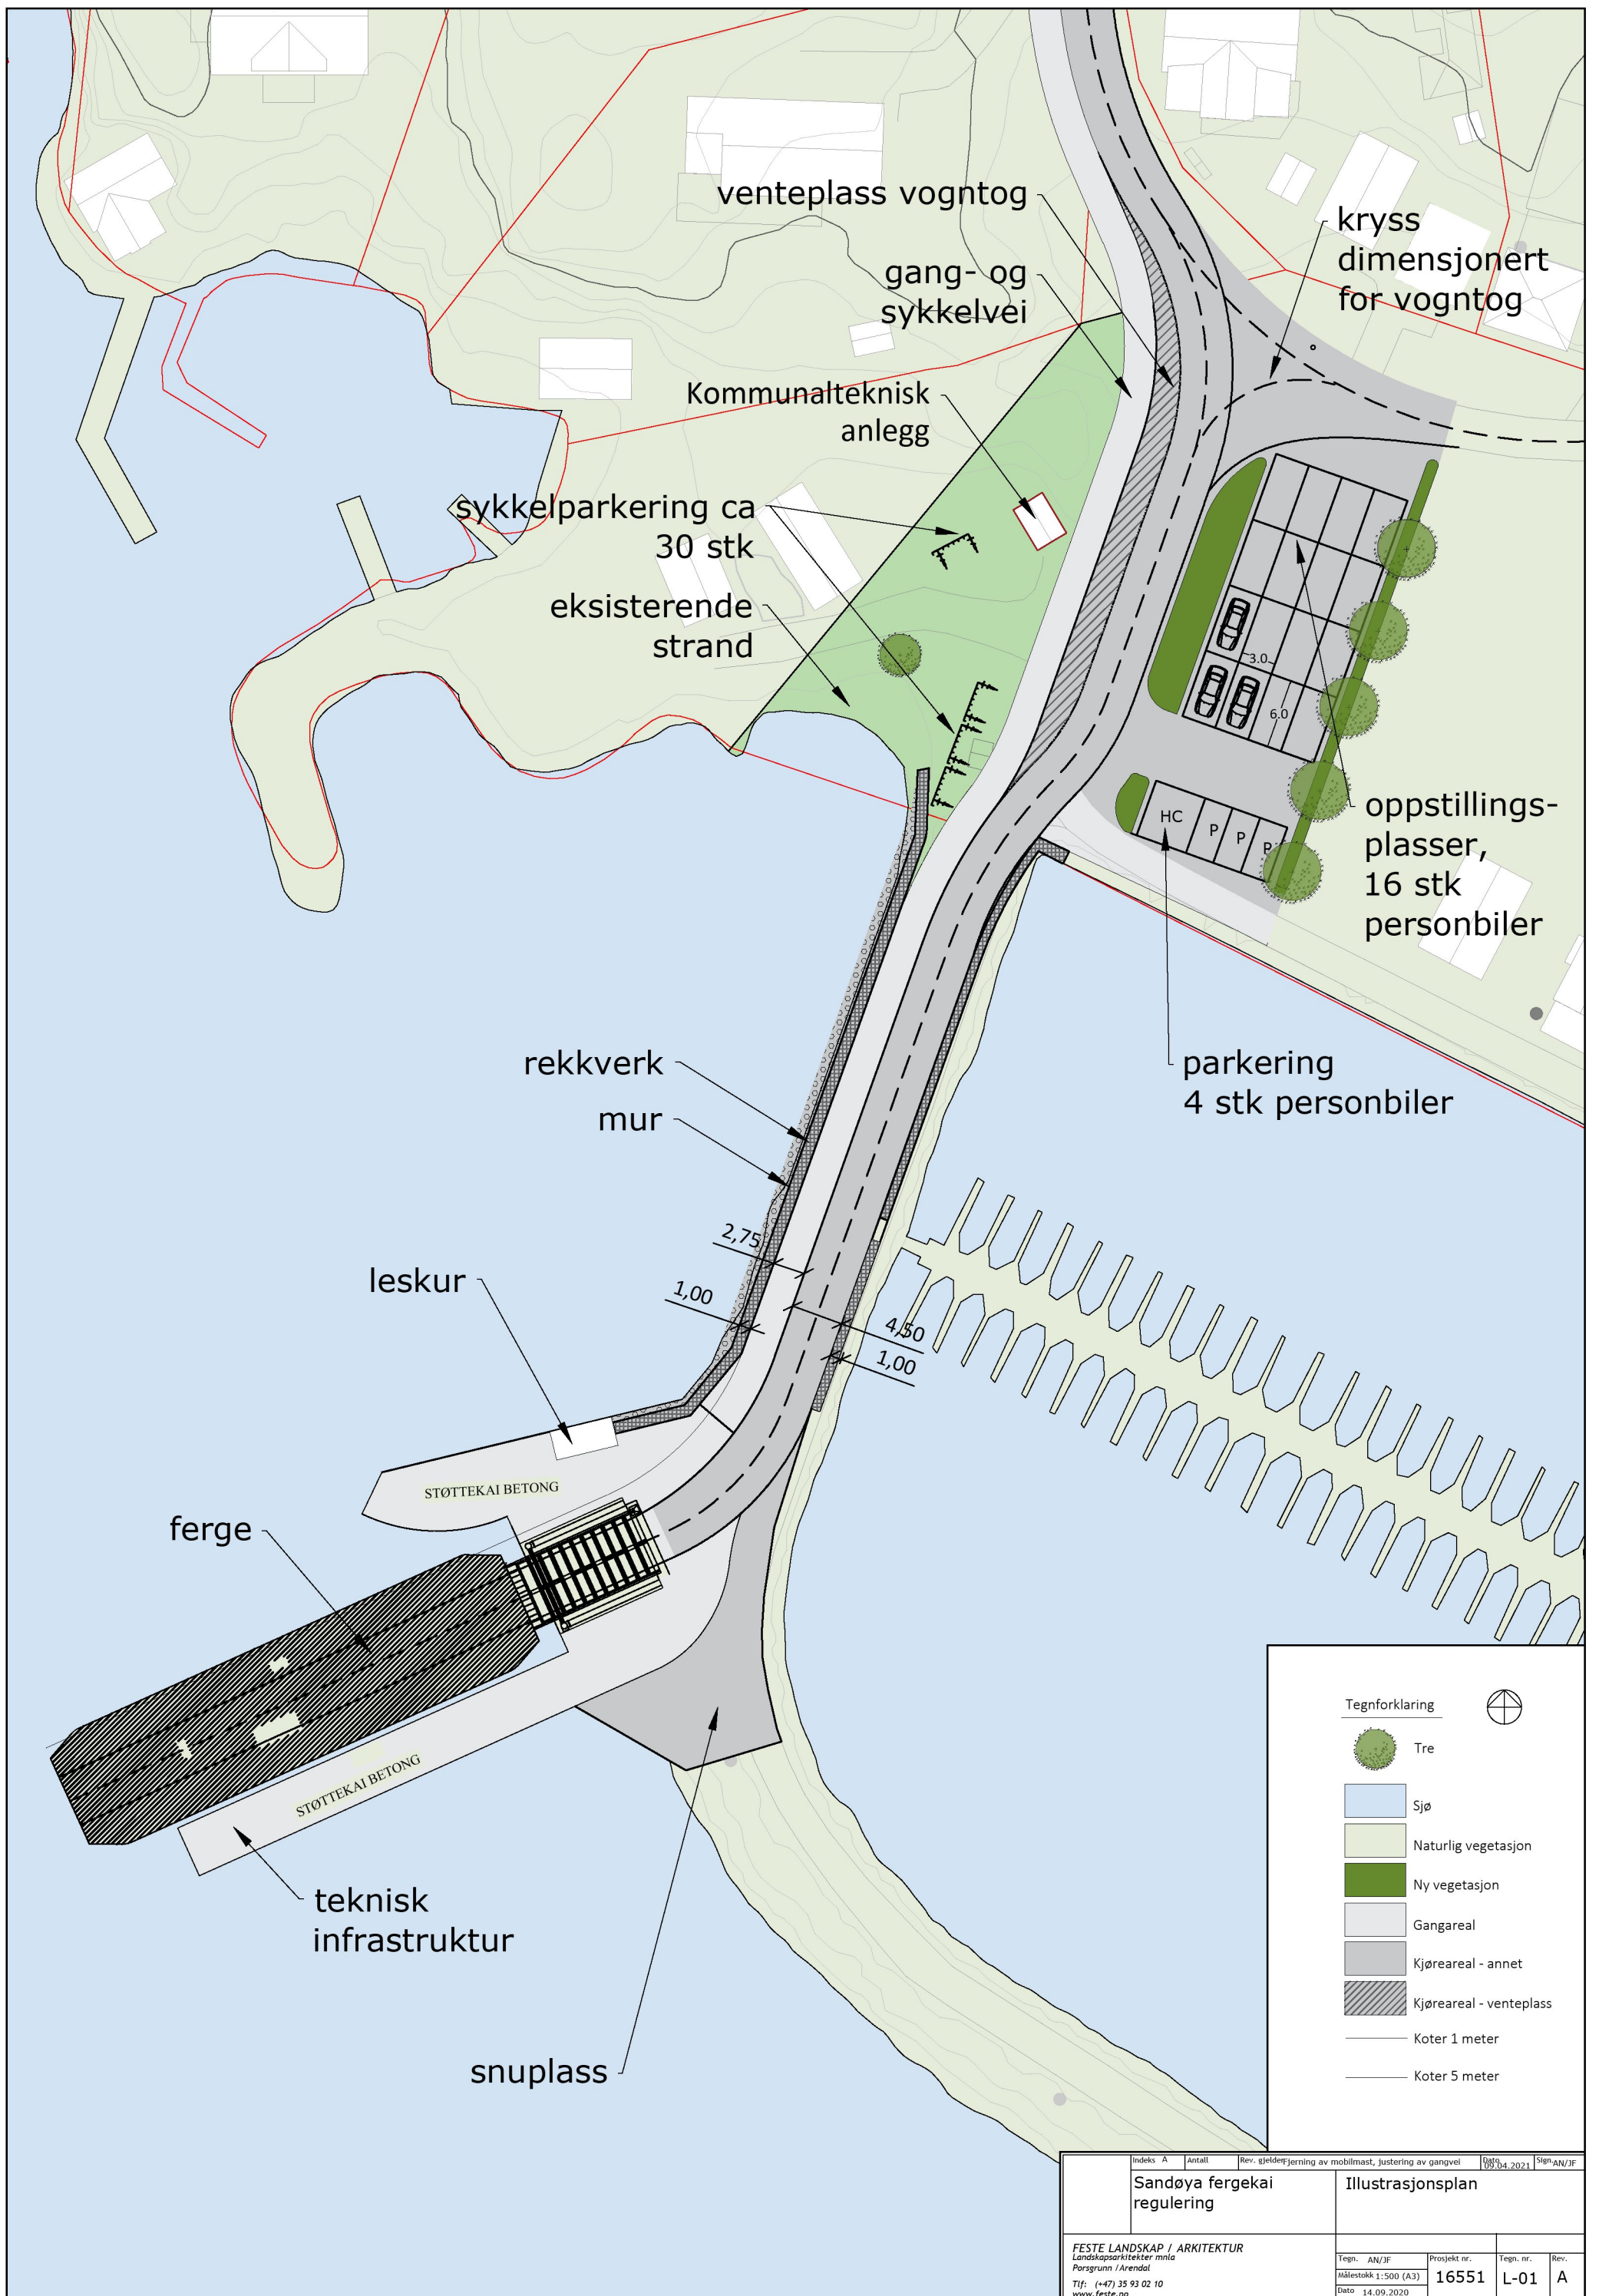 venteplass vogntog
kryss
dimensjonert
for vogntog
gang- og
sykkelvei
Kommunalteknisk
anlegg
sykkelparkering ca
30 stk
eksisterende
strand
3.0
6.0
HC
P
P
oppstillings-
plasser,
16 stk
personbiler
parkering
4 stk personbiler
rekkverk
mur
2,75
1,00
4,50
1,00
leskur
STØTTEKAI BETONG
ferge
STØTTEKAI BETONG
teknisk
infrastruktur
snuplass
Tegnforklaring
Tre
Sjø
Naturlig vegetasjon
Ny vegetasjon
Gangareal
Kjøreareal - annet
Kjøreareal - venteplass
Koter 1 meter
Koter 5 meter
Indeks A Antall Rev. gjelder Fjerning av mobilmast, justering av gangvei Dato 09.04.2021 Sign. AN/JF
Sandøya fergekai
regulering
Illustrasjonsplan
FESTE LANDSKAP / ARKITEKTUR
Landskapsarkitekter mnla
Porsgrunn / Arendal
Tlf: (+47) 35 93 02 10
www.feste.no
Tegn. AN/JF
Målestokk 1:500 (A3)
Dato 14.09.2020
Prosjekt nr.
16551
Tegn. nr.
L-01
Rev.
A